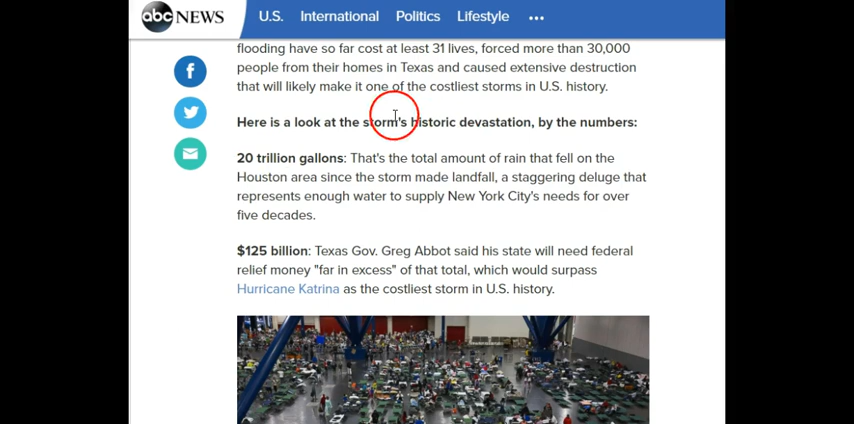 abc NEWS U.S. International Politics Lifestyle
flooding have so far cost at least 31 lives, forced more than 30,000
people from their homes in Texas and caused extensive destruction
that will likely make it one of the costliest storms in U.S. history.
Here is a look at the storm's historic devastation, by the numbers:
20 trillion gallons: That's the total amount of rain that fell on the
Houston area since the storm made landfall, a staggering deluge that
represents enough water to supply New York City's needs for over
five decades.
$125 billion: Texas Gov. Greg Abbot said his state will need federal
relief money "far in excess" of that total, which would surpass
Hurricane Katrina as the costliest storm in U.S. history.